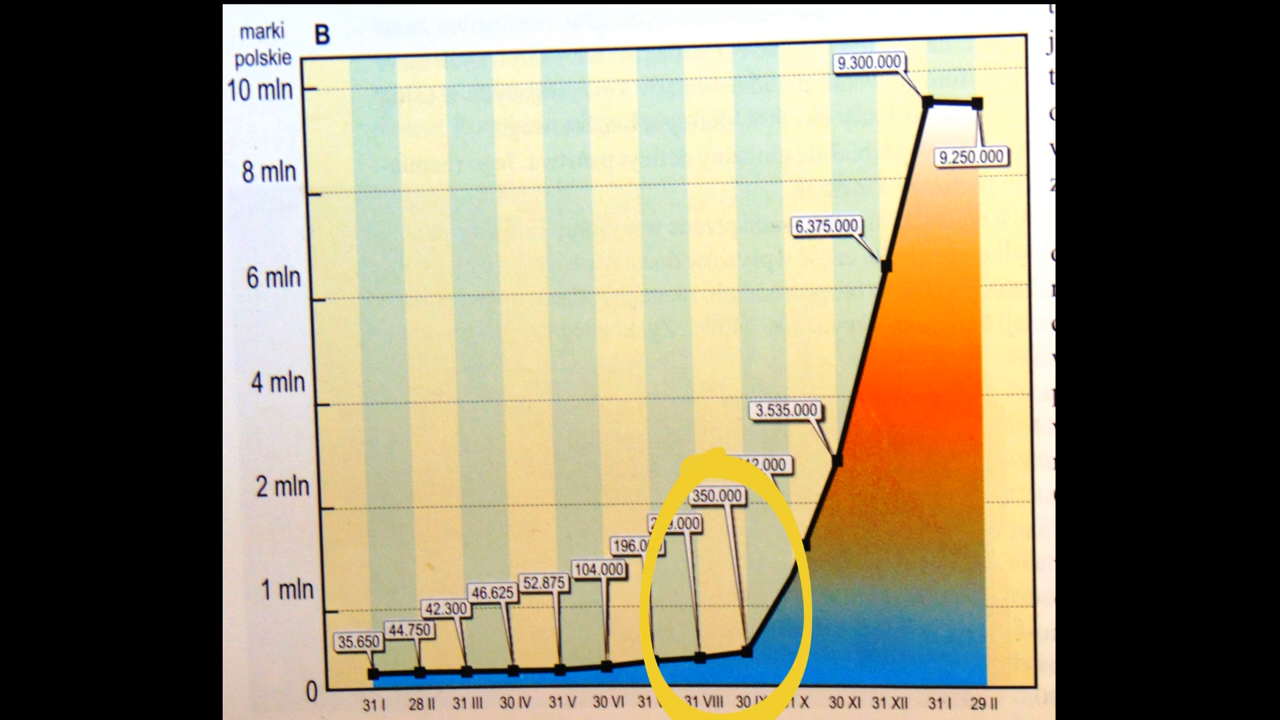 marki
polskie
B
10 mln
8 mln
6 mln
4 mln
2 mln
1 mln
0
9.300.000
9.250.000
6.375.000
3.535.000
350.000
104.000
52.875
46.625
42.300
44.750
35.650
31 I
28 II
31 III
30 IV
31 V
30 VI
31
31 VIII
30 IX
X
30 XI
31 XII
31 I
29 II